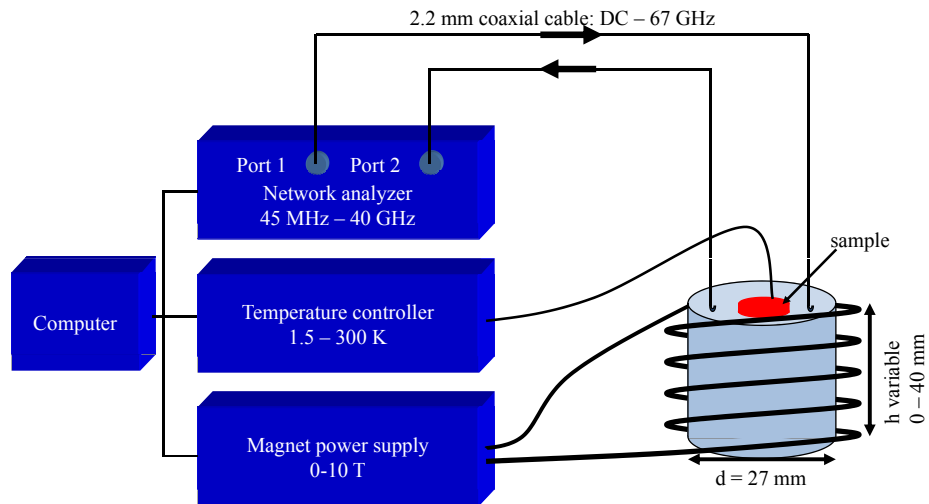 2.2 mm coaxial cable: DC – 67 GHz
Port 1
Port 2
Network analyzer
45 MHz – 40 GHz
sample
Computer
Temperature controller
1.5 – 300 K
h variable
0 – 40 mm
Magnet power supply
0-10 T
d = 27 mm